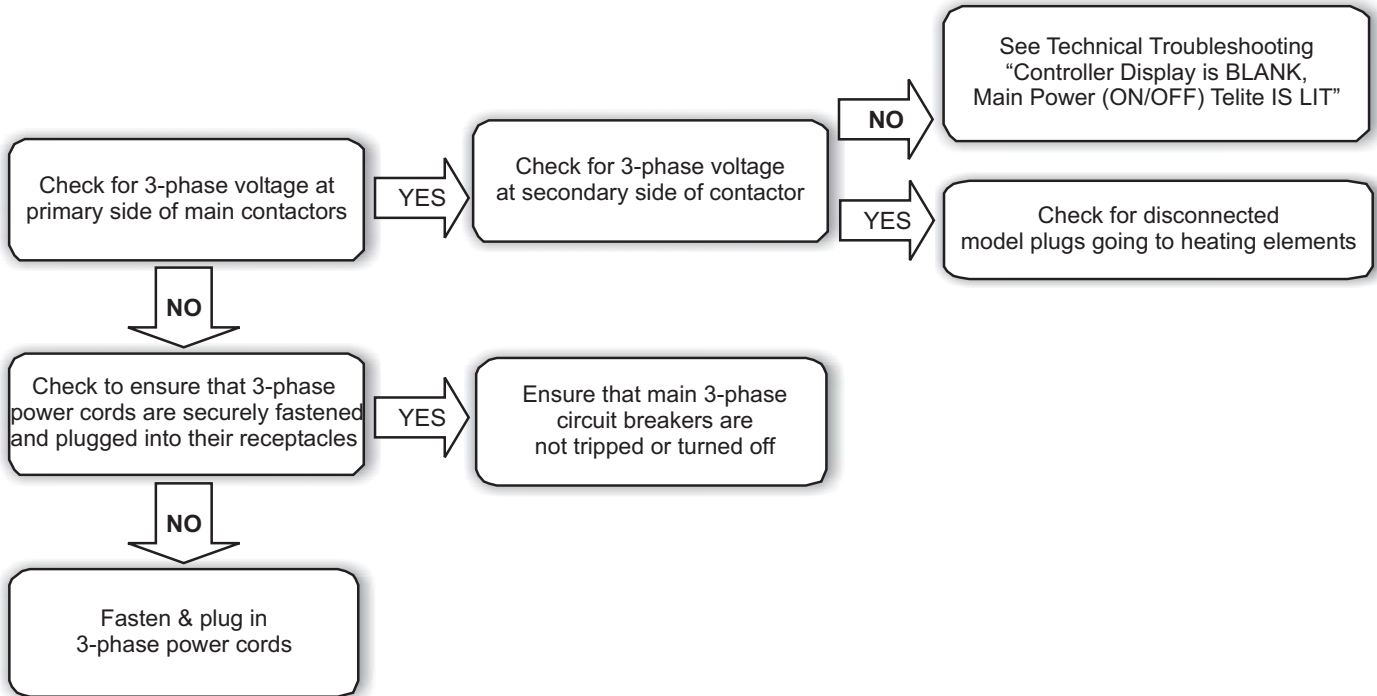 See Technical Troubleshooting
“Controller Display is BLANK,
Main Power (ON/OFF) Telite IS LIT”
NO
Check for 3-phase voltage at
primary side of main contactors
YES
Check for 3-phase voltage
at secondary side of contactor
YES
Check for disconnected
model plugs going to heating elements
NO
Check to ensure that 3-phase
power cords are securely fastened
and plugged into their receptacles
YES
Ensure that main 3-phase
circuit breakers are
not tripped or turned off
NO
Fasten & plug in
3-phase power cords